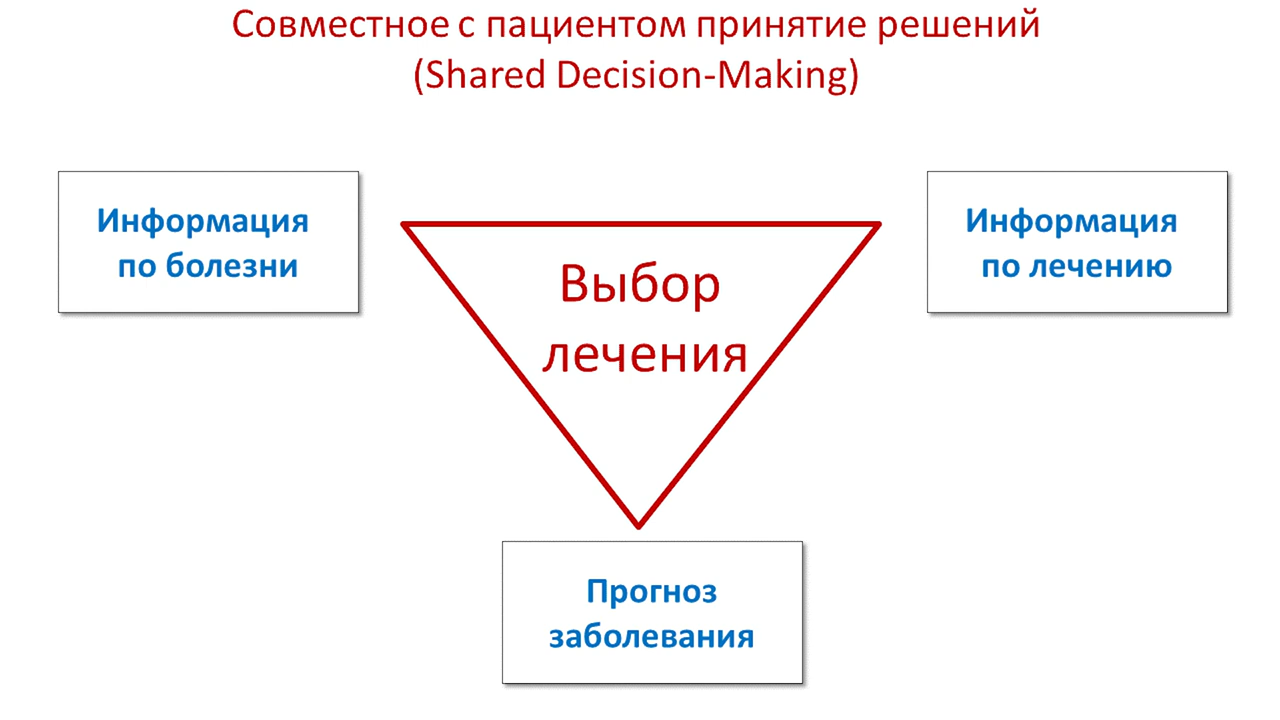 Совместное с пациентом принятие решений
(Shared Decision-Making)
Информация
по болезни
Информация
по лечению
Выбор
лечения
Прогноз
заболевания